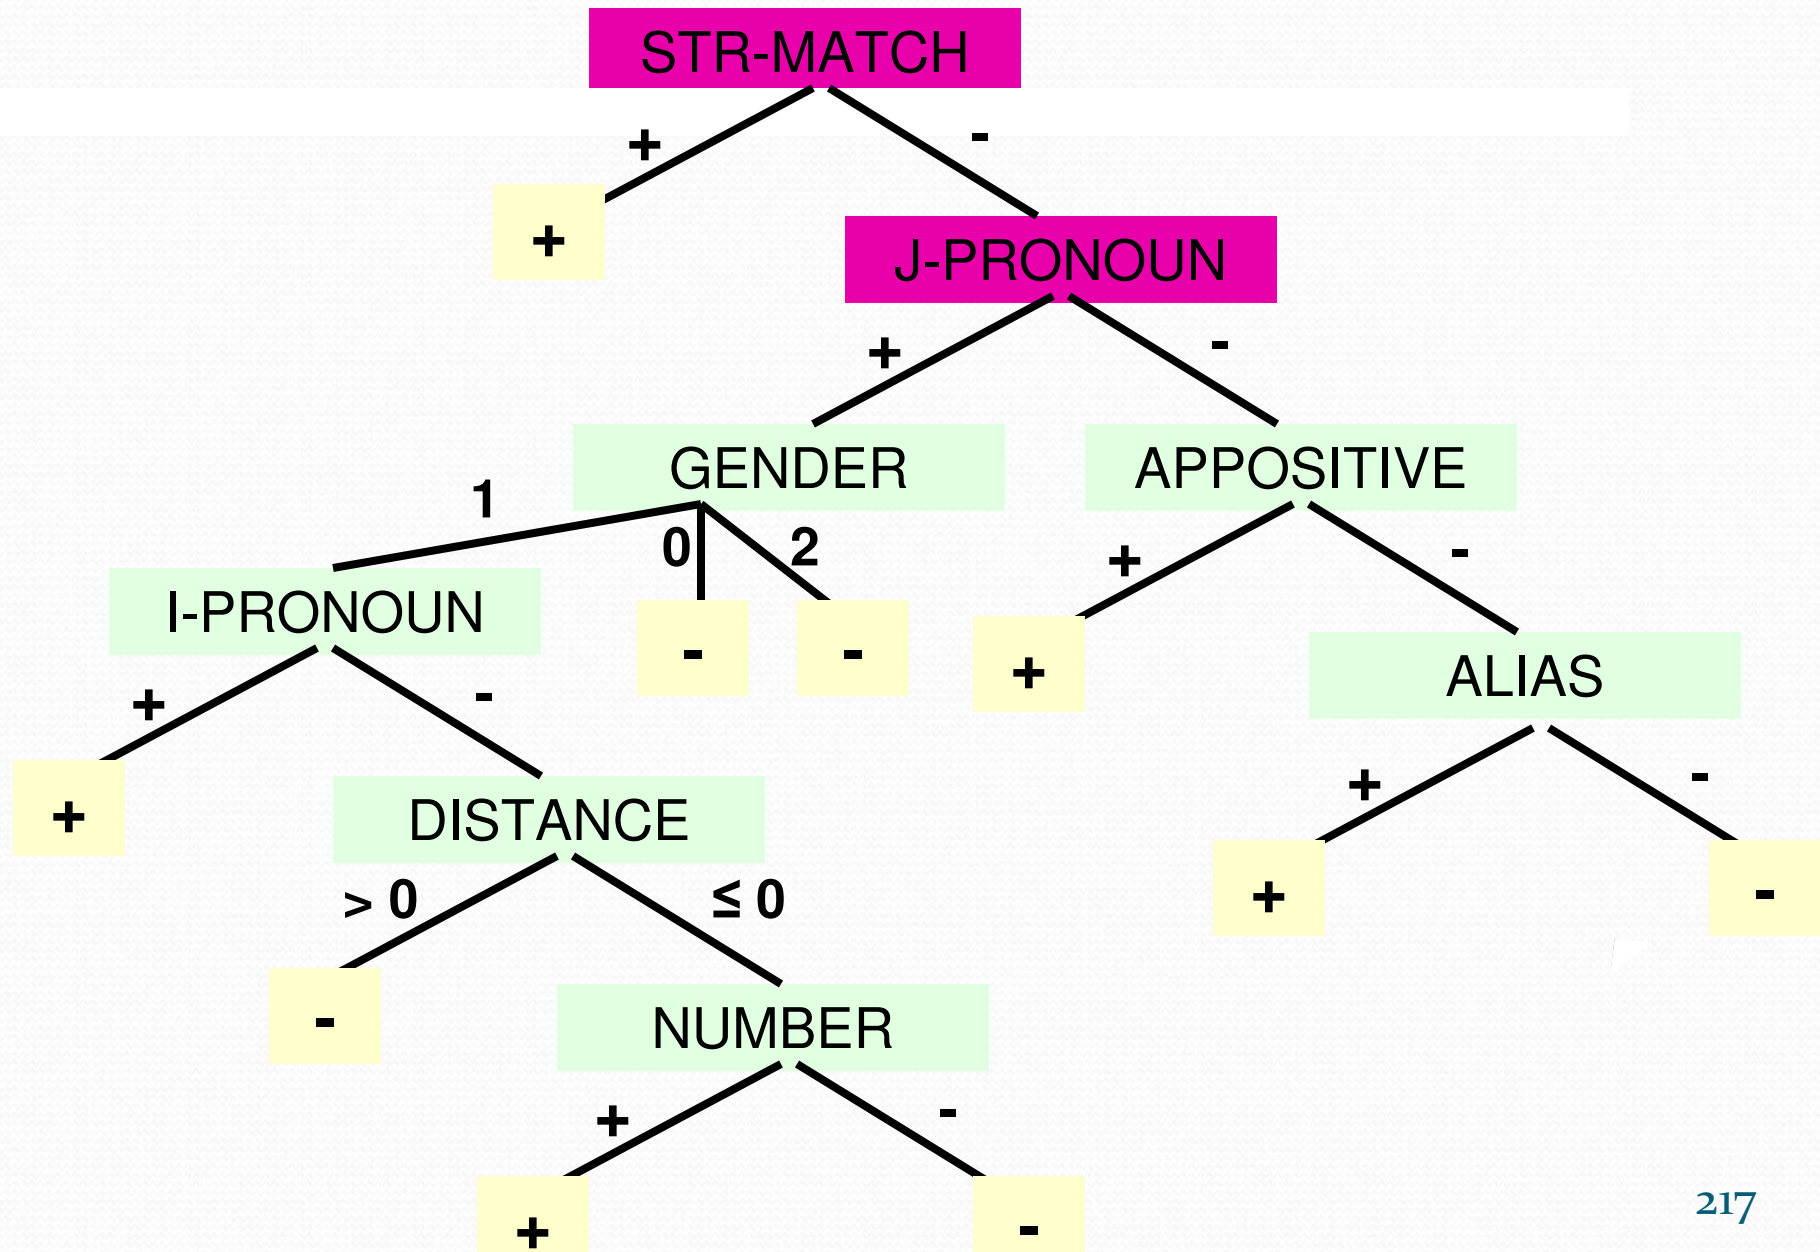 STR-MATCH
+ -
+
J-PRONOUN
+ -
GENDER APPOSITIVE
1 0 2 + -
I-PRONOUN - - + ALIAS
+ - + -
+ DISTANCE + -
> 0 ≤ 0
- NUMBER
+ -
+ -
217